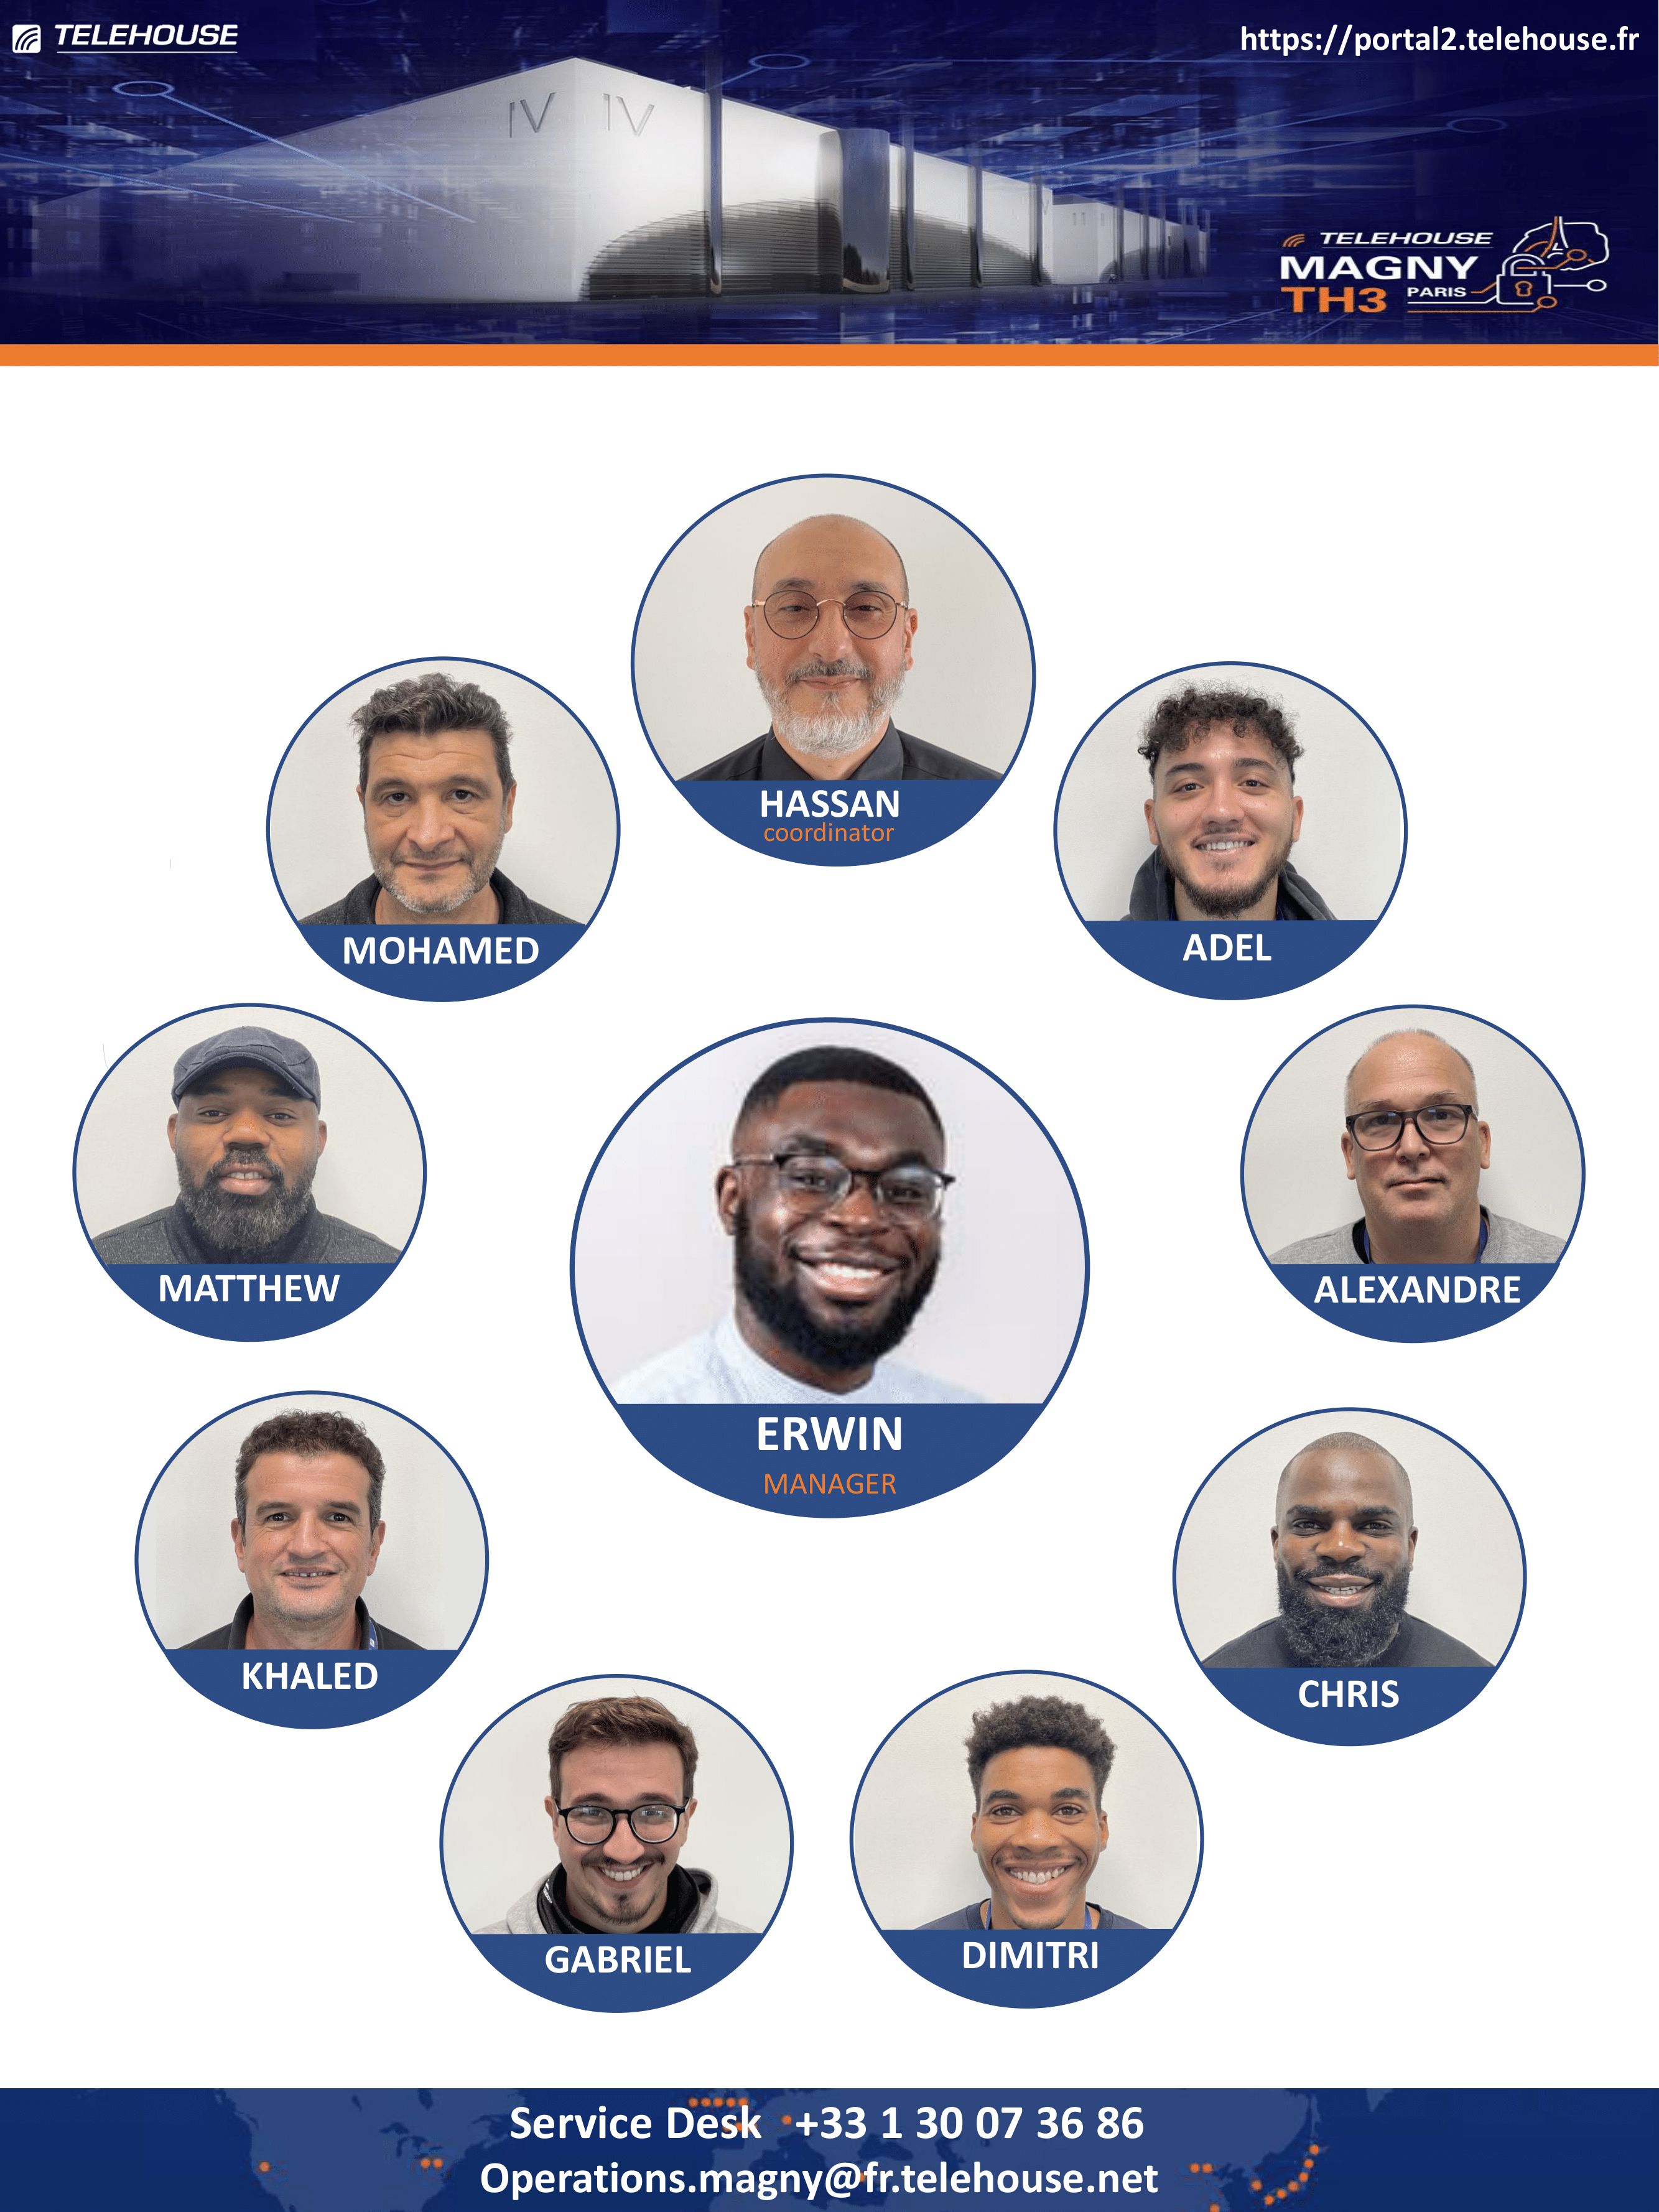 TELEHOUSE
https://portal2.telehouse.fr
IV IV
TELEHOUSE
MAGNY
TH3 PARIS
HASSAN
coordinator
MOHAMED
ADEL
MATTHEW
ALEXANDRE
ERWIN
MANAGER
KHALED
CHRIS
GABRIEL
DIMITRI
Service Desk +33 1 30 07 36 86
Operations.magny@fr.telehouse.net